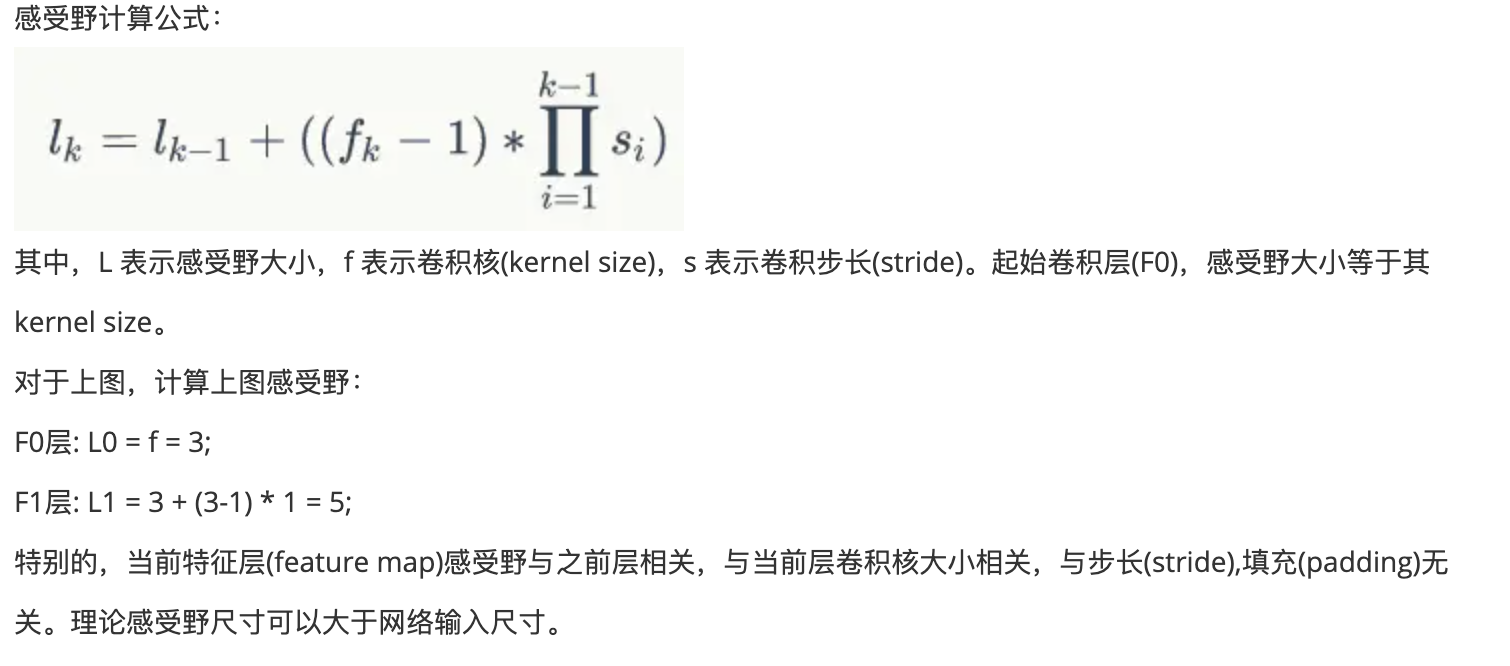 感受野计算公式：
l_k = l_{k-1} + ((f_k - 1) * \prod_{i=1}^{k-1} s_i)
其中，L 表示感受野大小，f 表示卷积核(kernel size)，s 表示卷积步长(stride)。起始卷积层(F0)，感受野大小等于其
kernel size。
对于上图，计算上图感受野：
F0层: L0 = f = 3;
F1层: L1 = 3 + (3-1) * 1 = 5;
特别的，当前特征层(feature map)感受野与之前层相关，与当前层卷积核大小相关，与步长(stride),填充(padding)无
关。理论感受野尺寸可以大于网络输入尺寸。